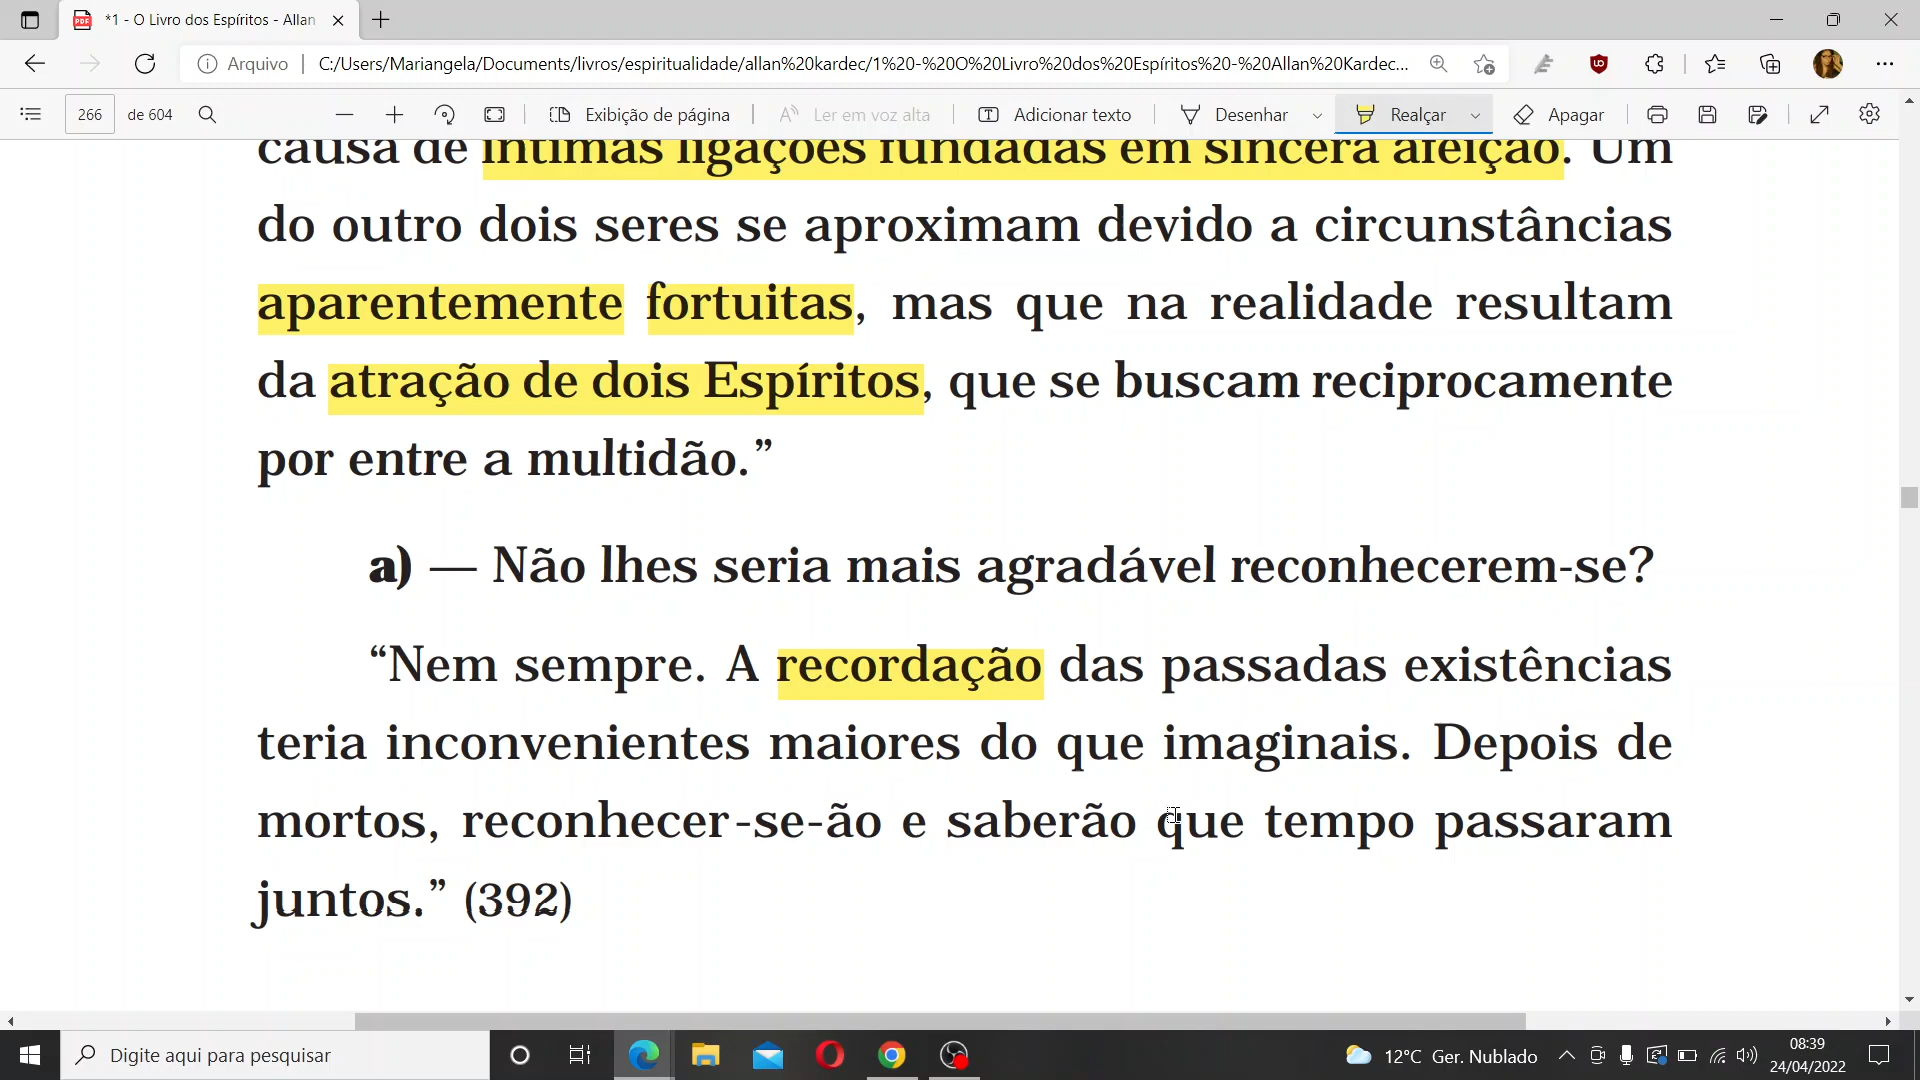 *1 - O Livro dos Espíritos - Allan
Arquivo
C:/Users/Mariangela/Documents/livros/espiritualidade/allan%20kardec/1%20-%20O%20Livro%20dos%20Espíritos%20-%20Allan%20Kardec...
266 de 604
Exibição de página
Ler em voz alta
Adicionar texto
Desenhar
Realçar
Apagar
causa de íntimas ligações fundadas em sincera afeição. Um
do outro dois seres se aproximam devido a circunstâncias
aparentemente fortuitas, mas que na realidade resultam
da atração de dois Espíritos, que se buscam reciprocamente
por entre a multidão.”
a) — Não lhes seria mais agradável reconhecerem-se?
“Nem sempre. A recordação das passadas existências
teria inconvenientes maiores do que imaginais. Depois de
mortos, reconhecer-se-ão e saberão que tempo passaram
juntos.” (392)
Digite aqui para pesquisar
12°C Ger. Nublado
08:39
24/04/2022